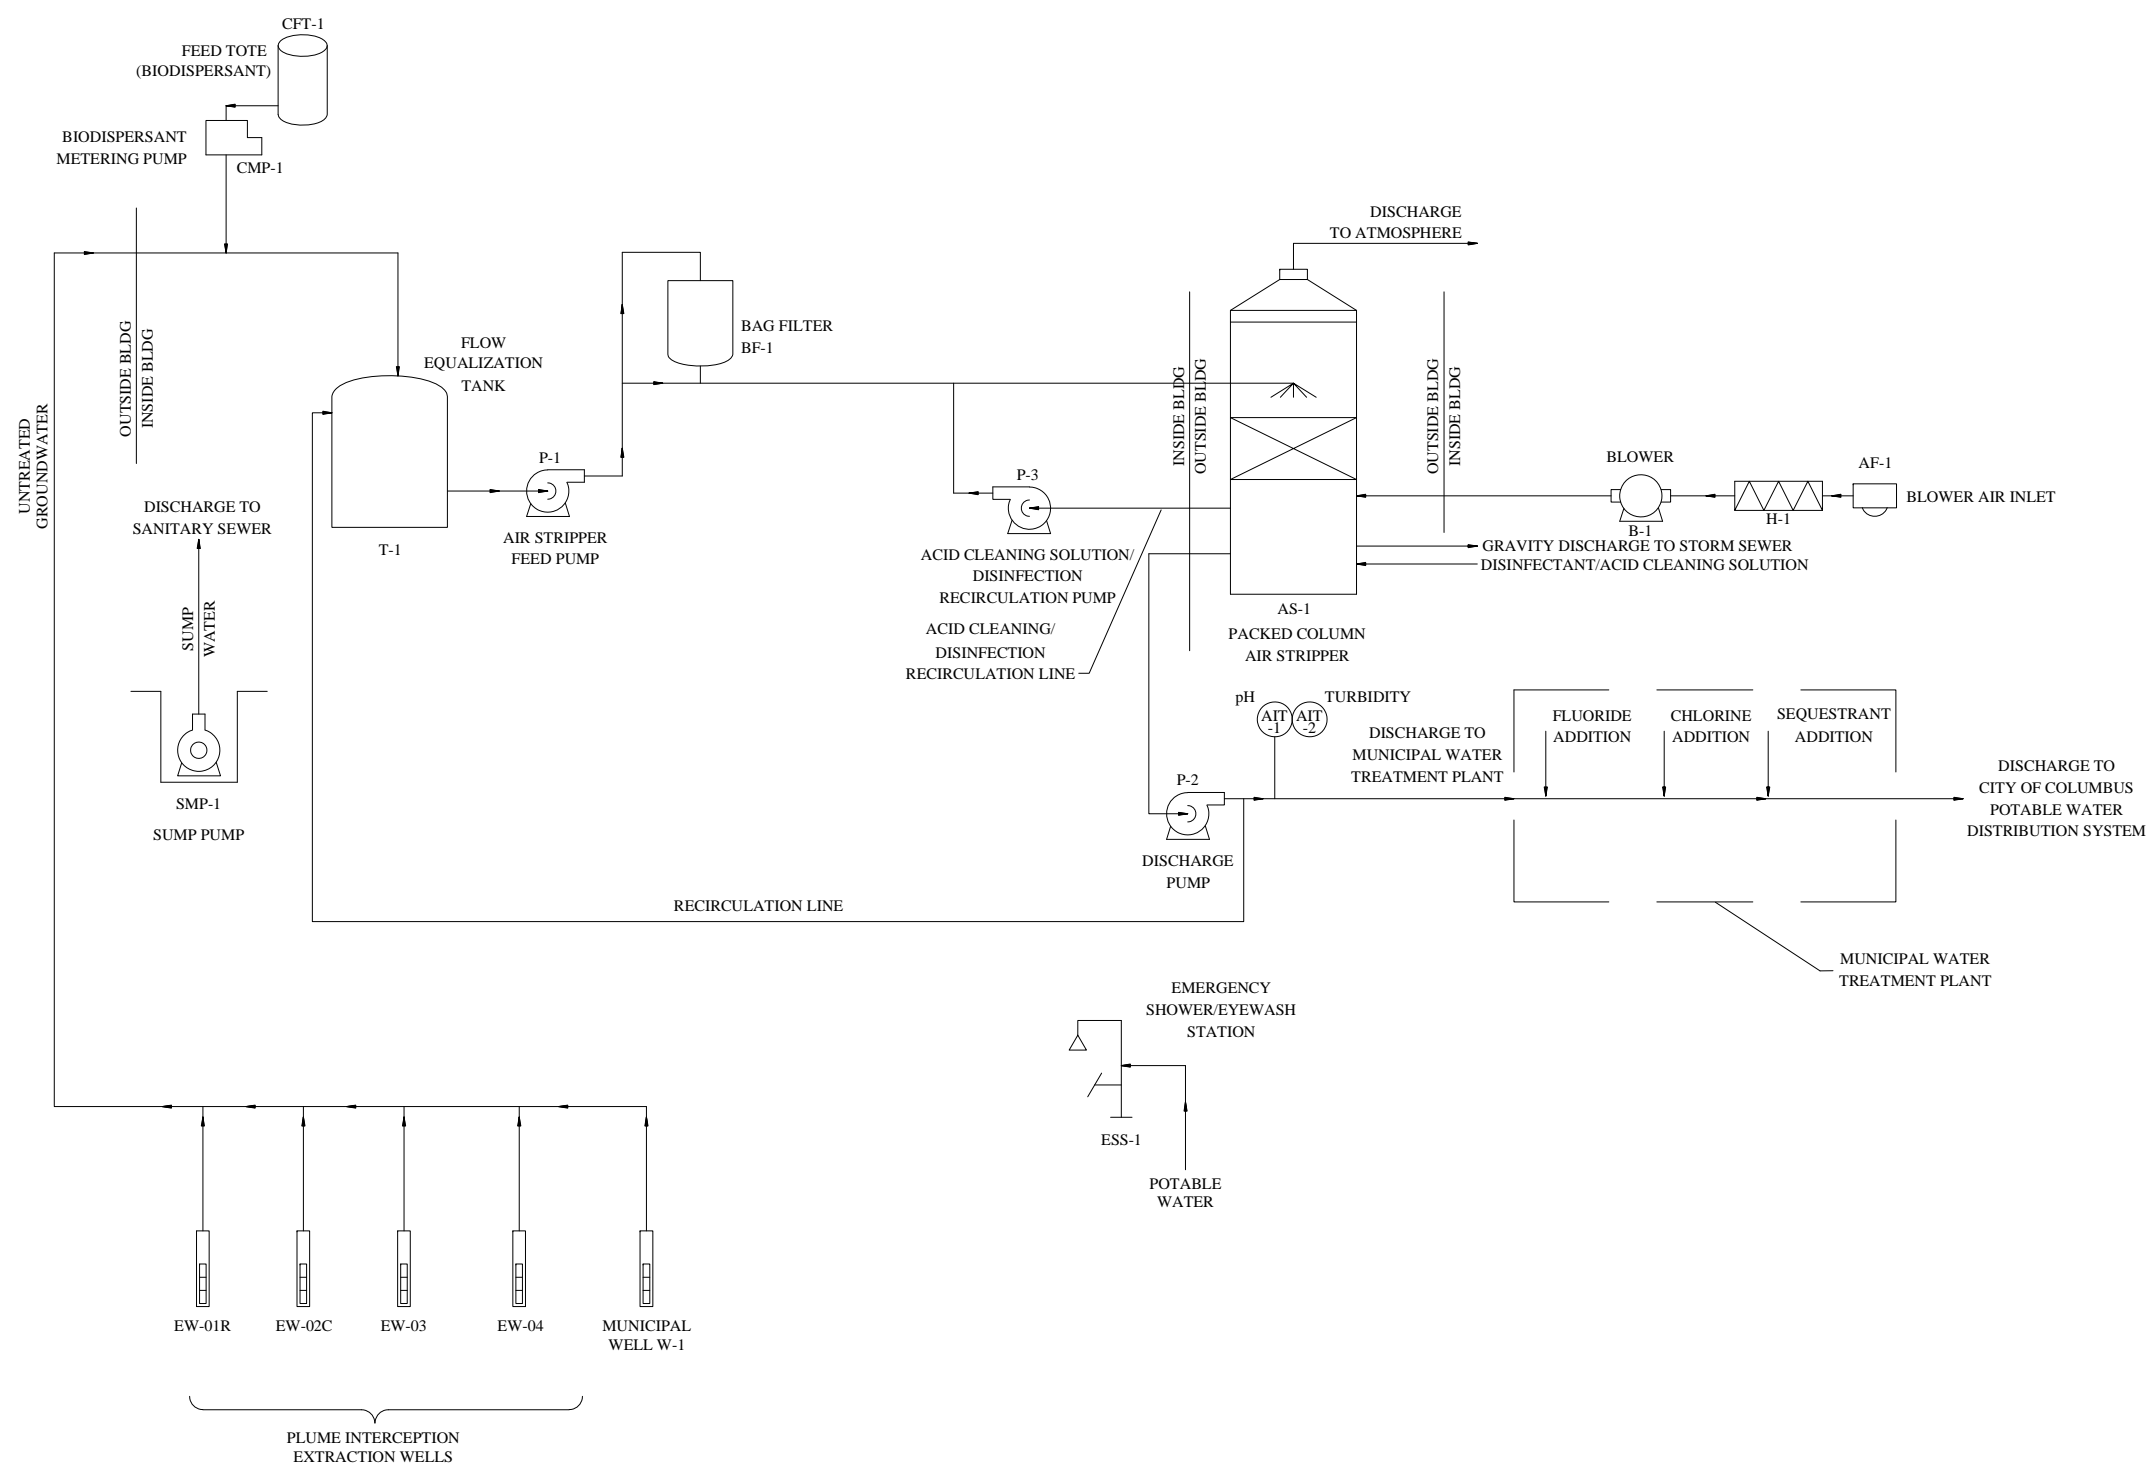 CFT-1
FEED TOTE
(BIODISPERSANT)
BIODISPERSANT
METERING PUMP
CMP-1
OUTSIDE BLDG
INSIDE BLDG
UNTREATED
GROUNDWATER
FLOW
EQUALIZATION
TANK
T-1
BAG FILTER
BF-1
P-1
AIR STRIPPER
FEED PUMP
DISCHARGE TO
SANITARY SEWER
SUMP
WATER
SMP-1
SUMP PUMP
DISCHARGE
TO ATMOSPHERE
INSIDE BLDG
OUTSIDE BLDG
OUTSIDE BLDG
INSIDE BLDG
P-3
ACID CLEANING SOLUTION/
DISINFECTION
RECIRCULATION PUMP
ACID CLEANING/
DISINFECTION
RECIRCULATION LINE
AS-1
PACKED COLUMN
AIR STRIPPER
BLOWER
B-1
H-1
AF-1
BLOWER AIR INLET
GRAVITY DISCHARGE TO STORM SEWER
DISINFECTANT/ACID CLEANING SOLUTION
pH
AIT
-1
AIT
-2
TURBIDITY
P-2
DISCHARGE
PUMP
DISCHARGE TO
MUNICIPAL WATER
TREATMENT PLANT
FLUORIDE
ADDITION
CHLORINE
ADDITION
SEQUESTRANT
ADDITION
DISCHARGE TO
CITY OF COLUMBUS
POTABLE WATER
DISTRIBUTION SYSTEM
RECIRCULATION LINE
MUNICIPAL WATER
TREATMENT PLANT
EMERGENCY
SHOWER/EYEWASH
STATION
ESS-1
POTABLE
WATER
EW-01R
EW-02C
EW-03
EW-04
MUNICIPAL
WELL W-1
PLUME INTERCEPTION
EXTRACTION WELLS